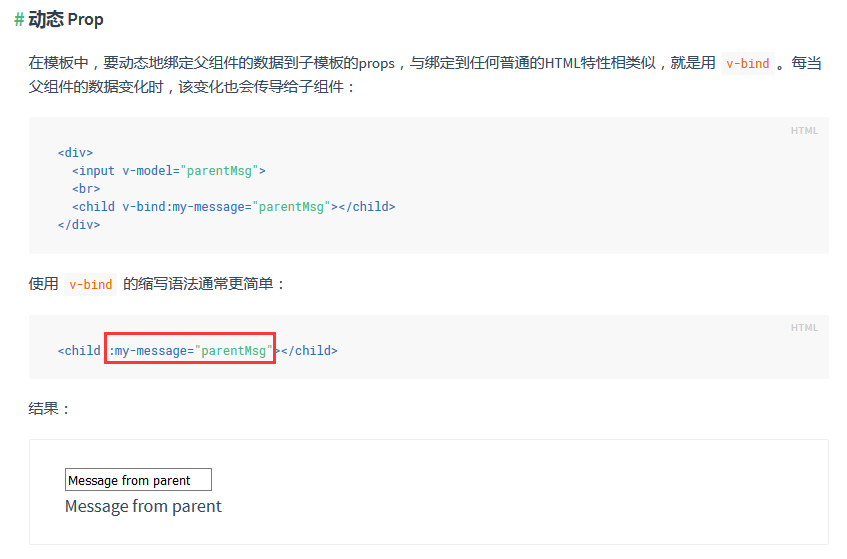 # 动态 Prop
在模板中，要动态地绑定父组件的数据到子模板的props，与绑定到任何普通的HTML特性相类似，就是用 v-bind 。每当
父组件的数据变化时，该变化也会传导给子组件：
HTML
<div>
  <input v-model="parentMsg">
  <br>
  <child v-bind:my-message="parentMsg"></child>
</div>
使用 v-bind 的缩写语法通常更简单：
HTML
<child :my-message="parentMsg"></child>
结果：
Message from parent
Message from parent